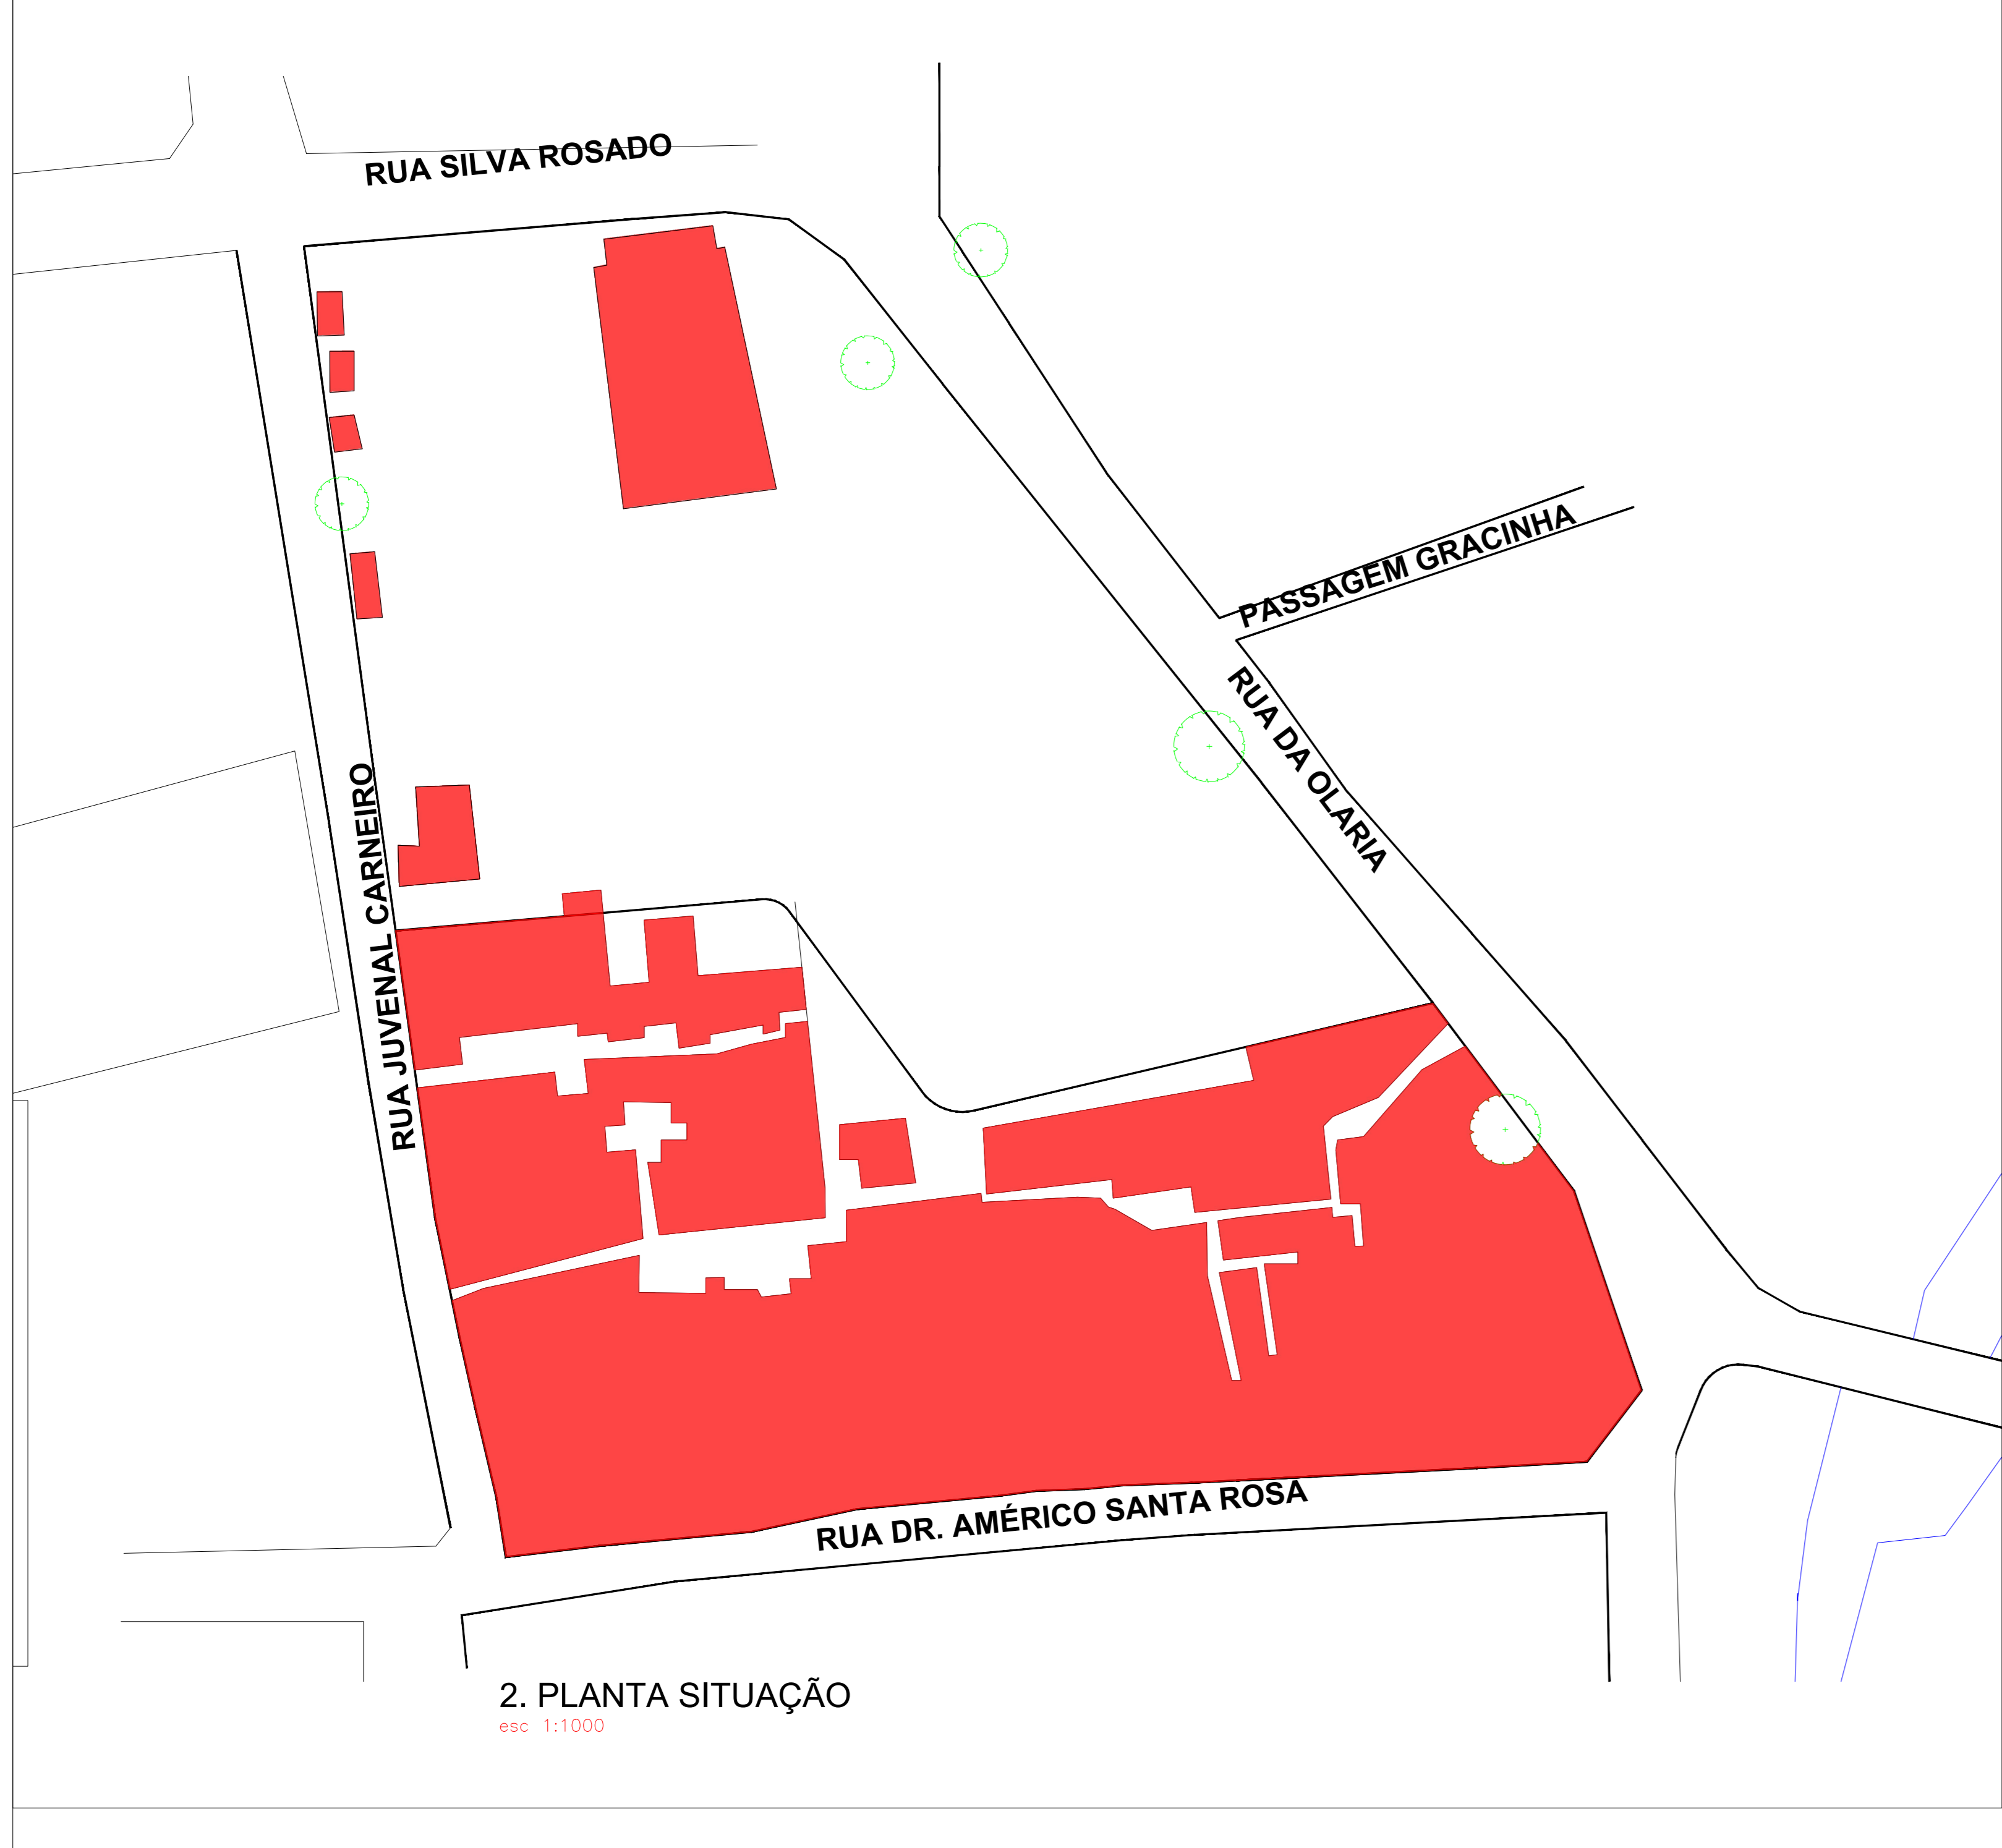 RUA SILVA ROSADO
PASSAGEM GRACINHA
RUA DA OLARIA
RUA JUVENAL CARNEIRO
RUA DR. AMÉRICO SANTA ROSA
2. PLANTA SITUAÇÃO
esc 1:1000